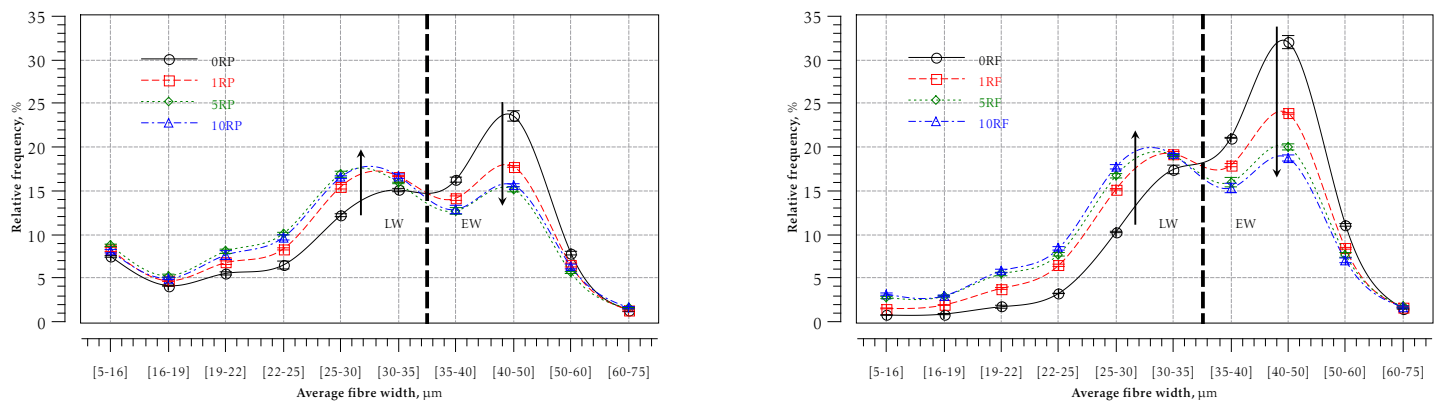 35
30
25
20
15
10
5
0
Relative frequency, %
0RP
1RP
5RP
10RP
LW
EW
[5-16] [16-19] [19-22] [22-25] [25-30] [30-35] [35-40] [40-50] [50-60] [60-75]
Average fibre width, μm
35
30
25
20
15
10
5
0
Relative frequency, %
0RF
1RF
5RF
10RF
LW
EW
[5-16] [16-19] [19-22] [22-25] [25-30] [30-35] [35-40] [40-50] [50-60] [60-75]
Average fibre width, μm